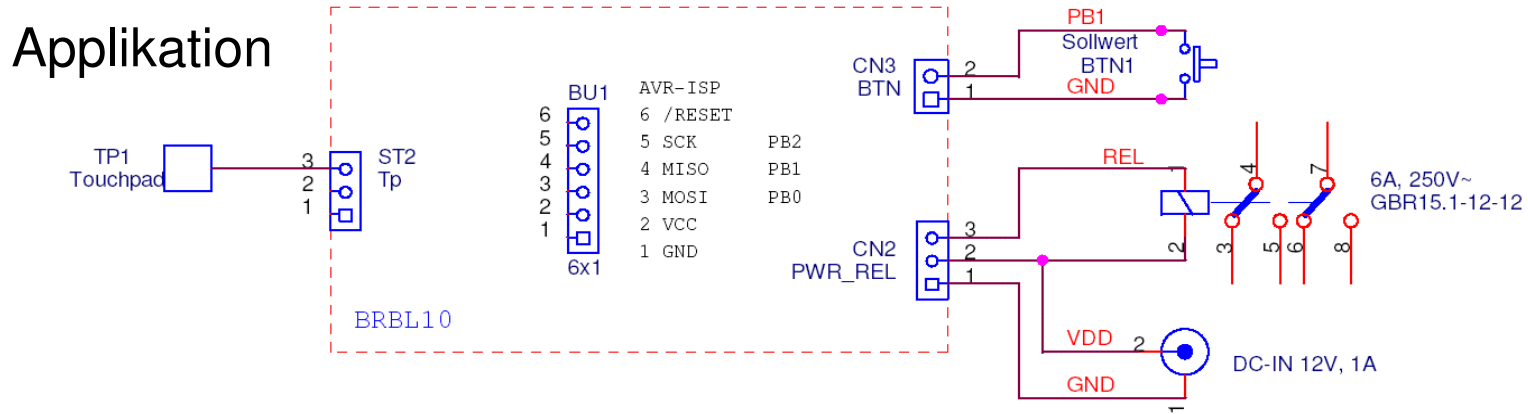 Applikation
TP1
Touchpad
3
2
1
ST2
Tp
BRBL10
BU1
6
5
4
3
2
1
6x1
AVR-ISP
6 /RESET
5 SCK PB2
4 MISO PB1
3 MOSI PB0
2 VCC
1 GND
CN3
BTN
2
1
PB1
Sollwert
BTN1
GND
CN2
PWR_REL
3
2
1
REL
1
2
4
7
3
5
6
8
6A, 250V~
GBR15.1-12-12
VDD
2
GND
1
DC-IN 12V, 1A